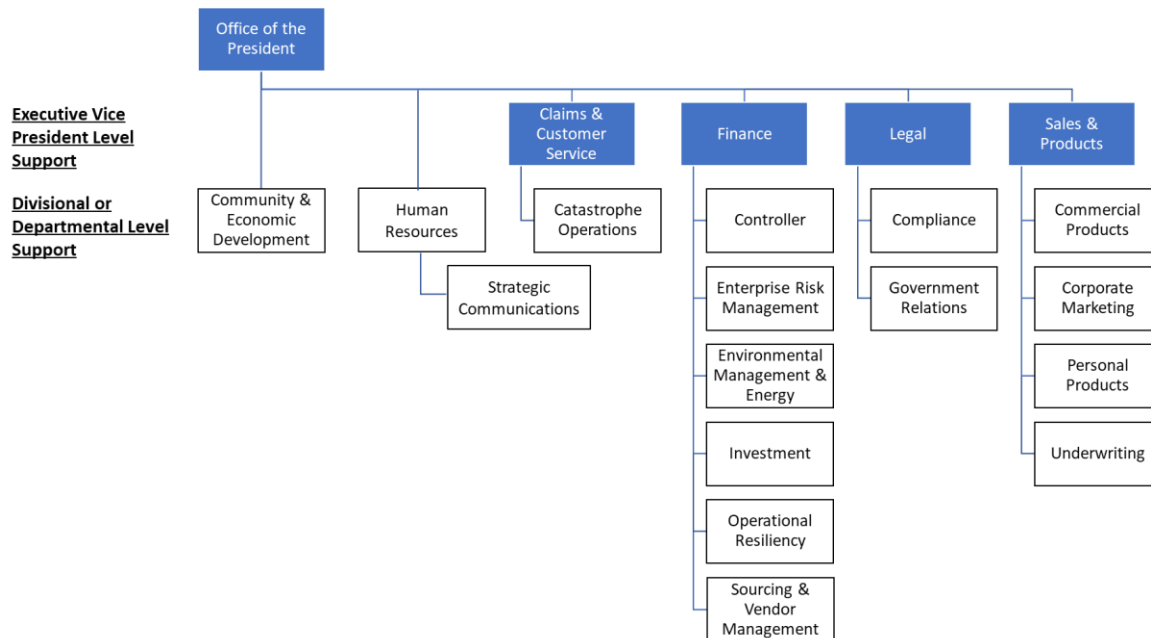 Office of the
President
Executive Vice
President Level
Support
Claims &
Customer
Service
Finance
Legal
Sales &
Products
Divisional or
Departmental Level
Support
Community &
Economic
Development
Human
Resources
Strategic
Communications
Catastrophe
Operations
Controller
Enterprise Risk
Management
Environmental
Management &
Energy
Investment
Operational
Resiliency
Sourcing &
Vendor
Management
Compliance
Government
Relations
Commercial
Products
Corporate
Marketing
Personal
Products
Underwriting